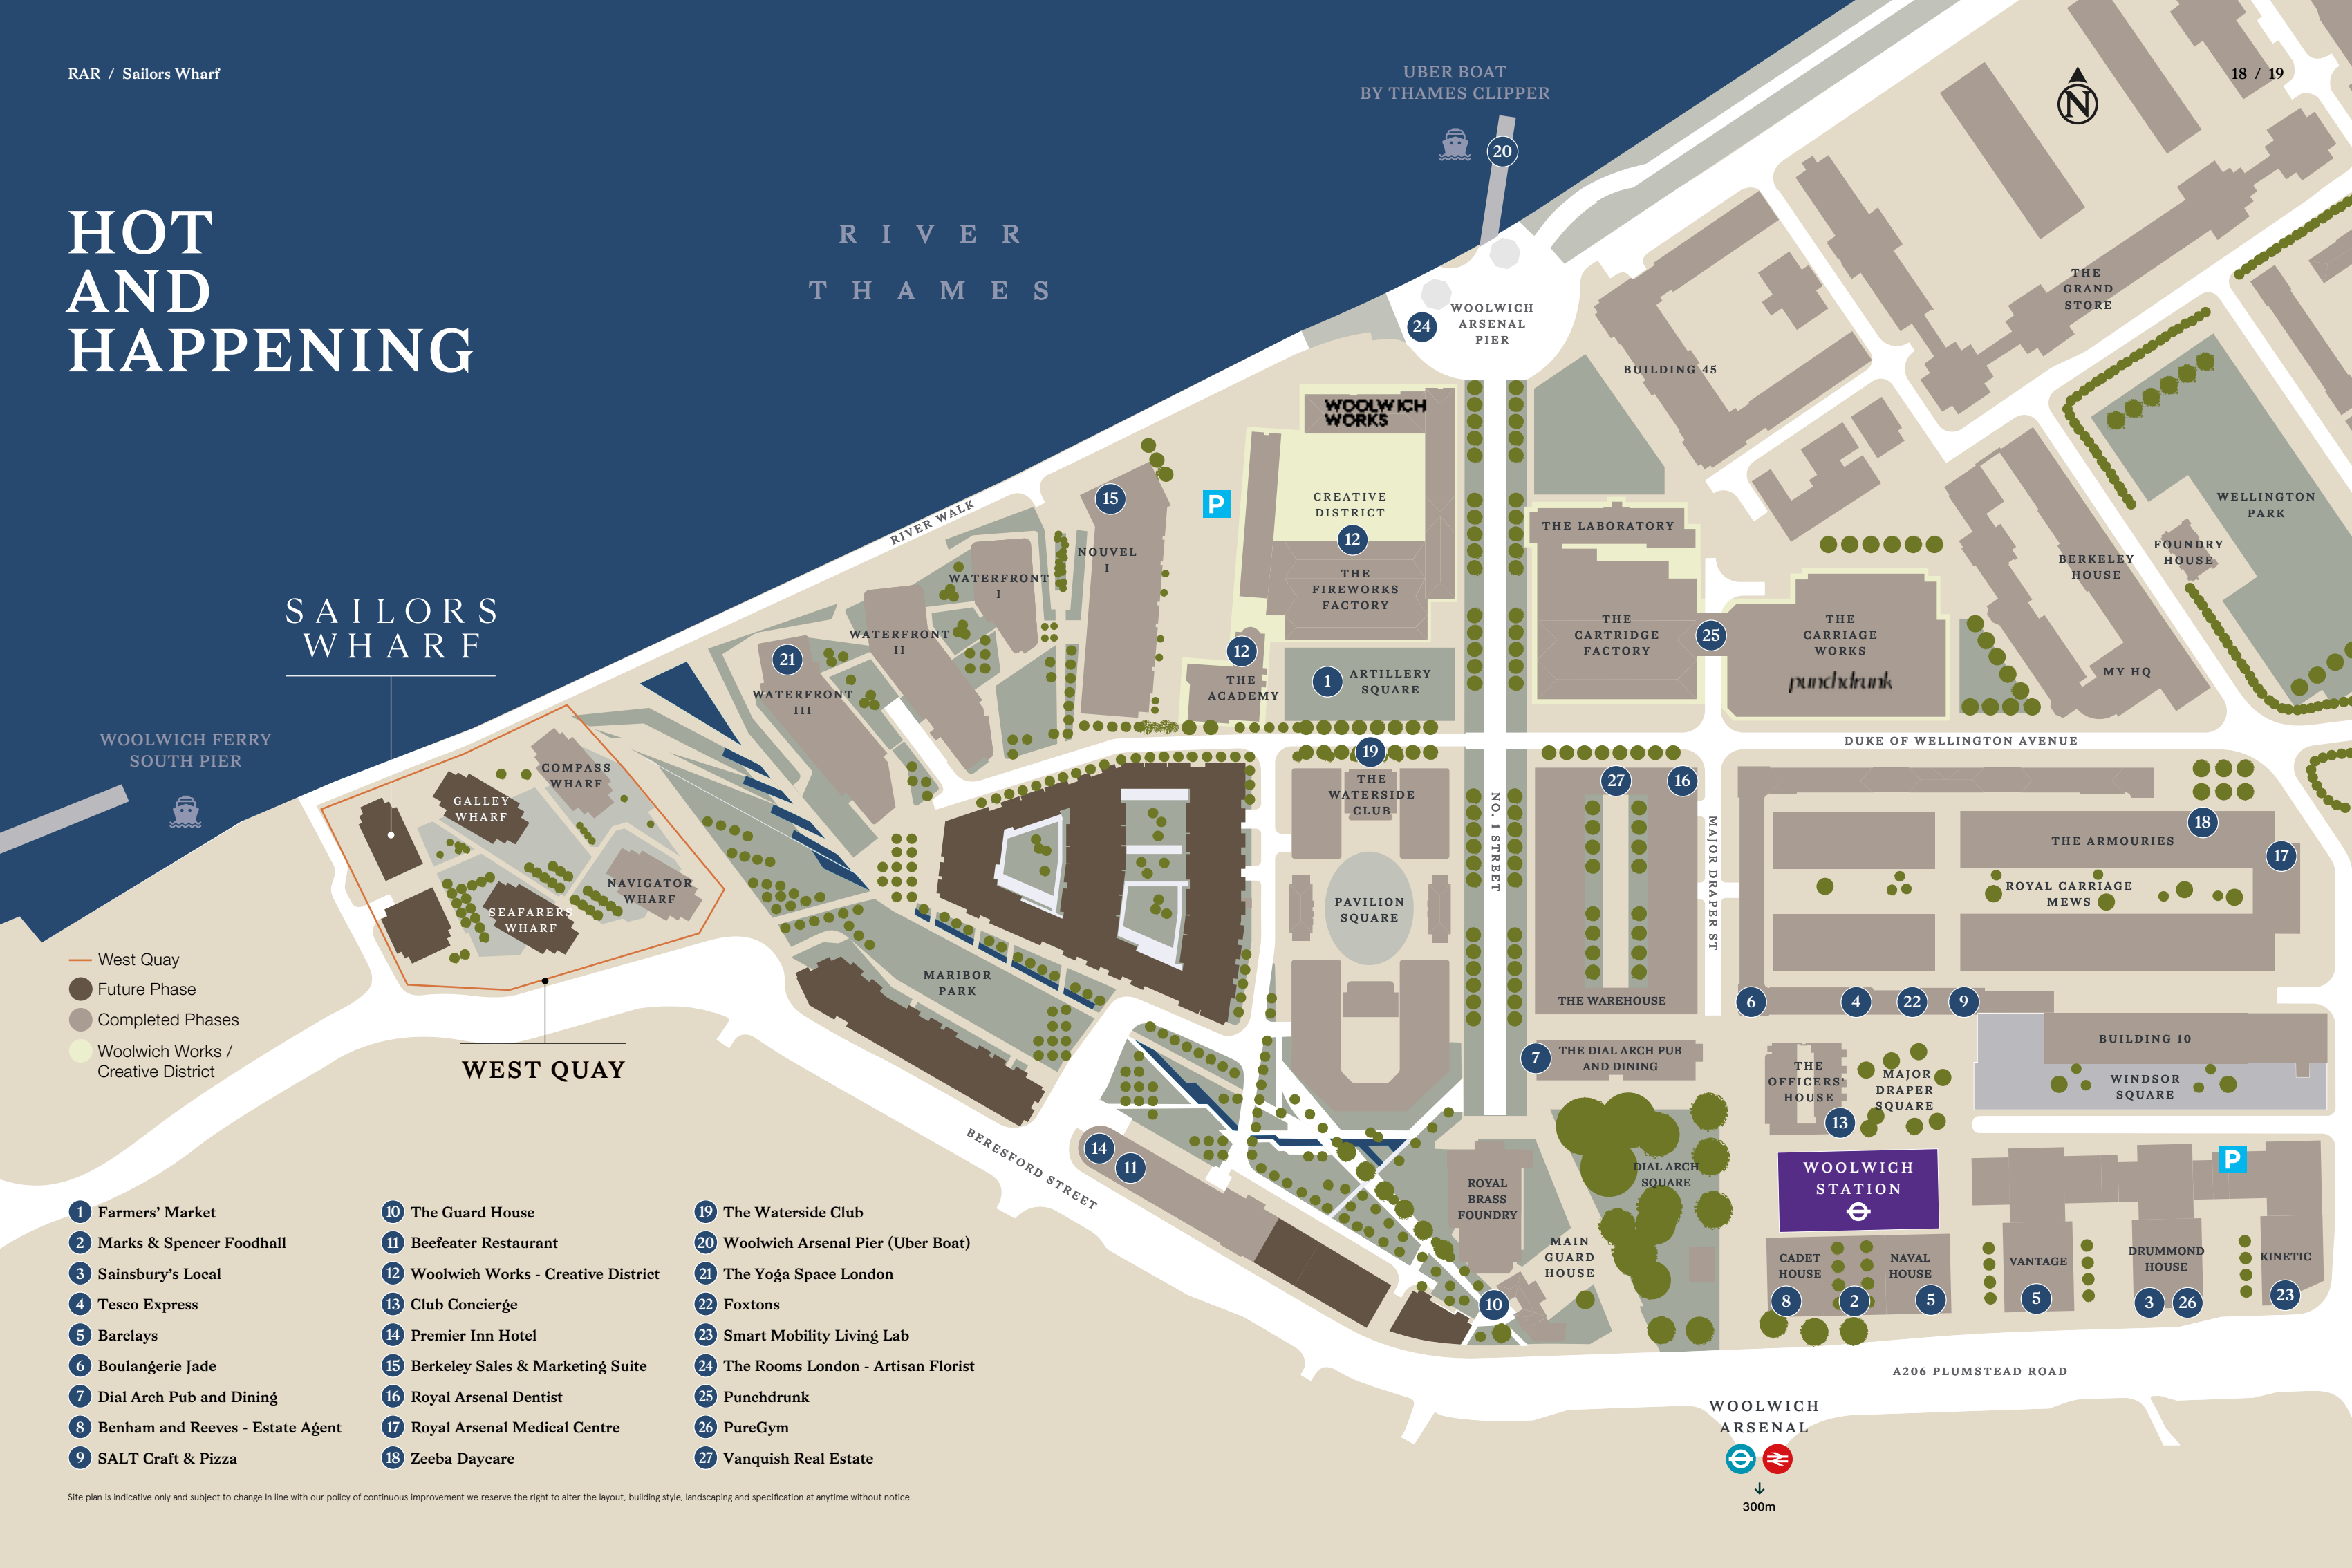 RAR / Sailors Wharf
18 / 19
N
HOT
AND
HAPPENING
UBER BOAT
BY THAMES CLIPPER
20
RIVER
THAMES
24
WOOLWICH
ARSENAL
PIER
THE
GRAND
STORE
BUILDING 45
WOOLWICH
WORKS
15
P
RIVER WALK
CREATIVE
DISTRICT
12
THE LABORATORY
WELLINGTON
PARK
NOUVEL
I
WATERFRONT
I
THE
FIREWORKS
FACTORY
FOUNDRY
HOUSE
BERKELEY
HOUSE
SAILORS
WHARF
WATERFRONT
II
21
WATERFRONT
III
12
THE
ACADEMY
1
ARTILLERY
SQUARE
THE
CARTRIDGE
FACTORY
25
THE
CARRIAGE
WORKS
punchdrunk
MY HQ
WOOLWICH FERRY
SOUTH PIER
DUKE OF WELLINGTON AVENUE
19
THE
WATERSIDE
CLUB
27
16
COMPASS
WHARF
GALLEY
WHARF
NAVIGATOR
WHARF
SEAFARERS
WHARF
NO. 1 STREET
MAJOR DRAPER ST
18
THE ARMOURIES
17
ROYAL CARRIAGE
MEWS
PAVILION
SQUARE
MARIBOR
PARK
THE WAREHOUSE
6
4
22
9
West Quay
Future Phase
Completed Phases
Woolwich Works /
Creative District
WEST QUAY
7
THE DIAL ARCH PUB
AND DINING
BUILDING 10
THE
OFFICERS'
HOUSE
MAJOR
DRAPER
SQUARE
WINDSOR
SQUARE
13
BERESFORD STREET
14
11
ROYAL
BRASS
FOUNDRY
DIAL ARCH
SQUARE
WOOLWICH
STATION
P
MAIN
GUARD
HOUSE
10
CADET
HOUSE
NAVAL
HOUSE
VANTAGE
DRUMMOND
HOUSE
KINETIC
8
2
5
5
3
26
23
A206 PLUMSTEAD ROAD
WOOLWICH
ARSENAL
300m
1 Farmers' Market
2 Marks & Spencer Foodhall
3 Sainsbury's Local
4 Tesco Express
5 Barclays
6 Boulangerie Jade
7 Dial Arch Pub and Dining
8 Benham and Reeves - Estate Agent
9 SALT Craft & Pizza
10 The Guard House
11 Beefeater Restaurant
12 Woolwich Works - Creative District
13 Club Concierge
14 Premier Inn Hotel
15 Berkeley Sales & Marketing Suite
16 Royal Arsenal Dentist
17 Royal Arsenal Medical Centre
18 Zeeba Daycare
19 The Waterside Club
20 Woolwich Arsenal Pier (Uber Boat)
21 The Yoga Space London
22 Foxtons
23 Smart Mobility Living Lab
24 The Rooms London - Artisan Florist
25 Punchdrunk
26 PureGym
27 Vanquish Real Estate
Site plan is indicative only and subject to change In line with our policy of continuous improvement we reserve the right to alter the layout, building style, landscaping and specification at anytime without notice.